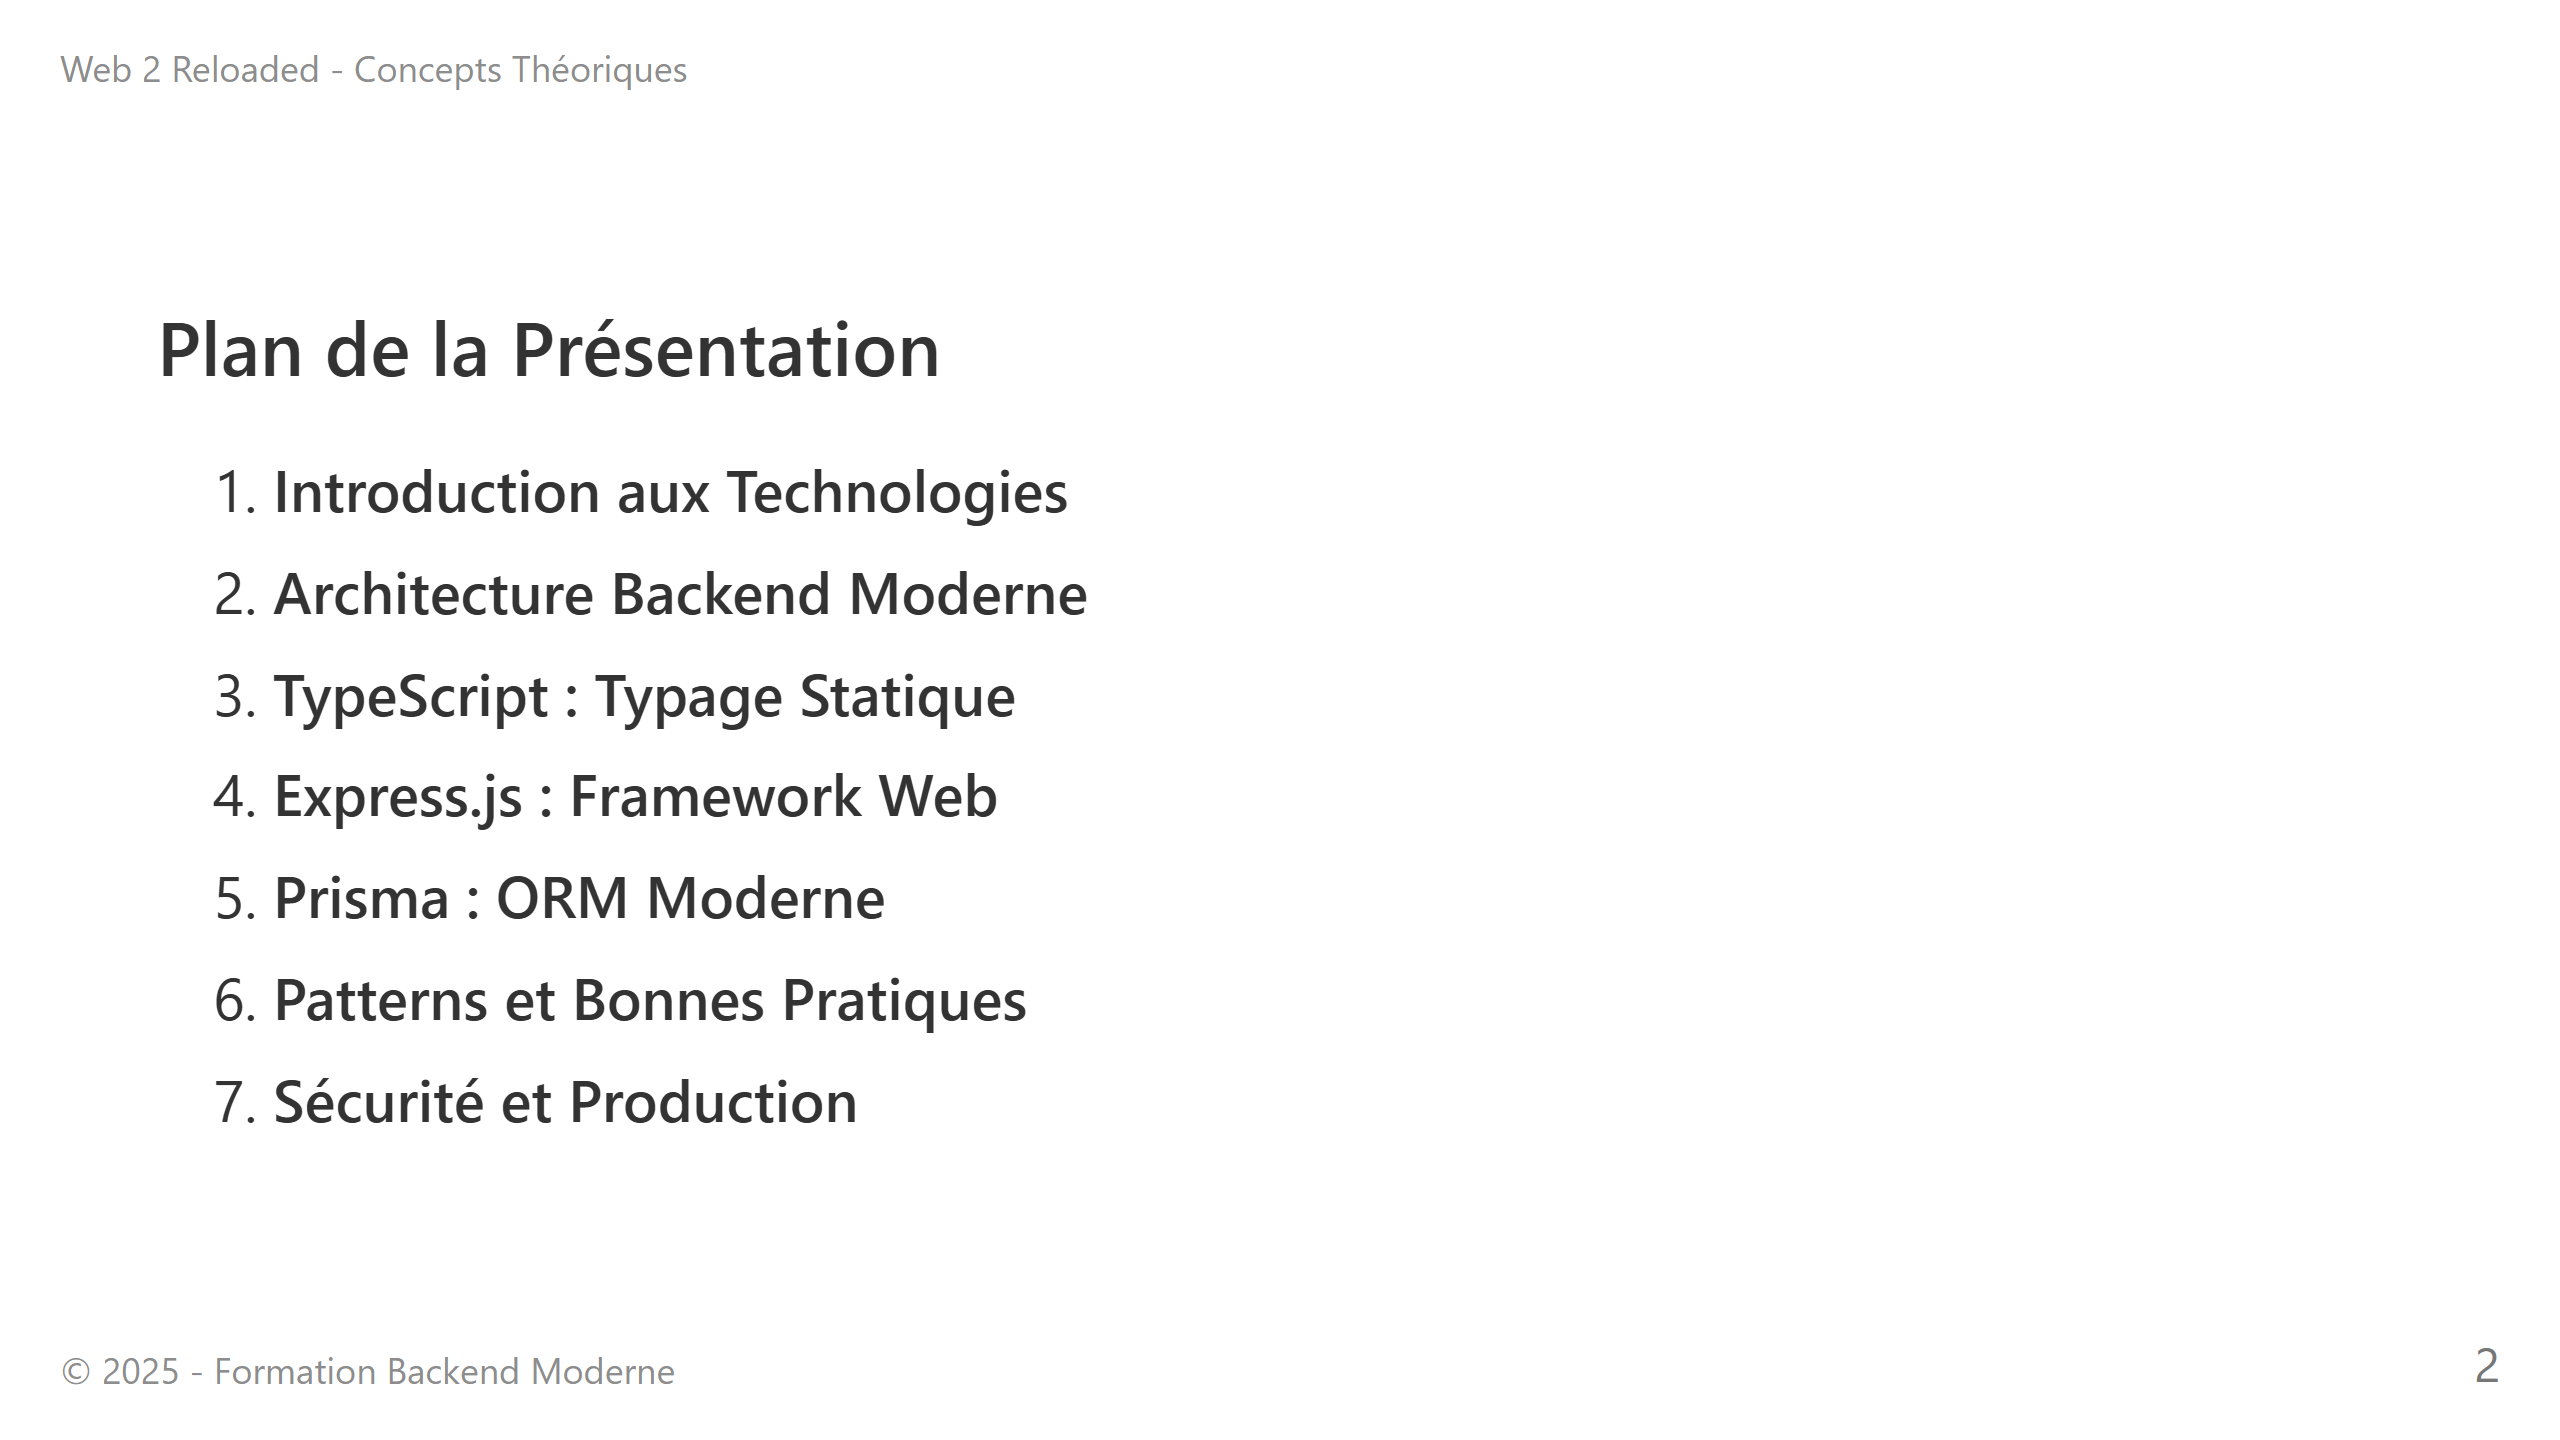 Web 2 Reloaded - Concepts Théoriques
Plan de la Présentation
1. Introduction aux Technologies
2. Architecture Backend Moderne
3. TypeScript : Typage Statique
4. Express.js : Framework Web
5. Prisma : ORM Moderne
6. Patterns et Bonnes Pratiques
7. Sécurité et Production
© 2025 - Formation Backend Moderne
2